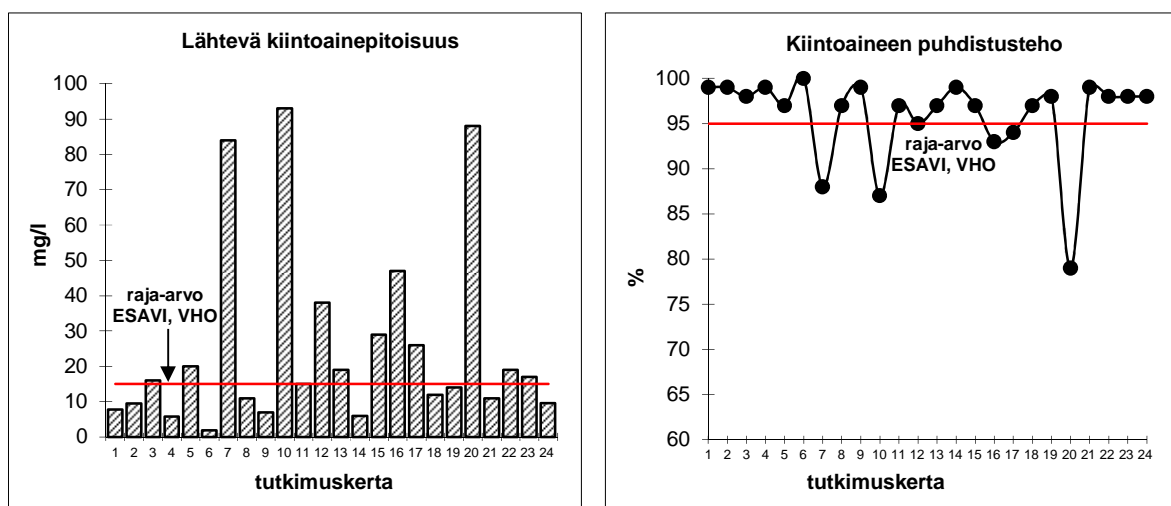 Lähtevä kiintoainepitoisuus
100
90
80
70
60
50
40
30
20
10
0
mg/l
raja-arvo
ESAVI, VHO
1 2 3 4 5 6 7 8 9 10 11 12 13 14 15 16 17 18 19 20 21 22 23 24
tutkimuskerta
Kiintoaineen puhdistusteho
100
95
90
85
80
75
70
65
60
%
raja-arvo
ESAVI, VHO
1 2 3 4 5 6 7 8 9 10 11 12 13 14 15 16 17 18 19 20 21 22 23 24
tutkimuskerta